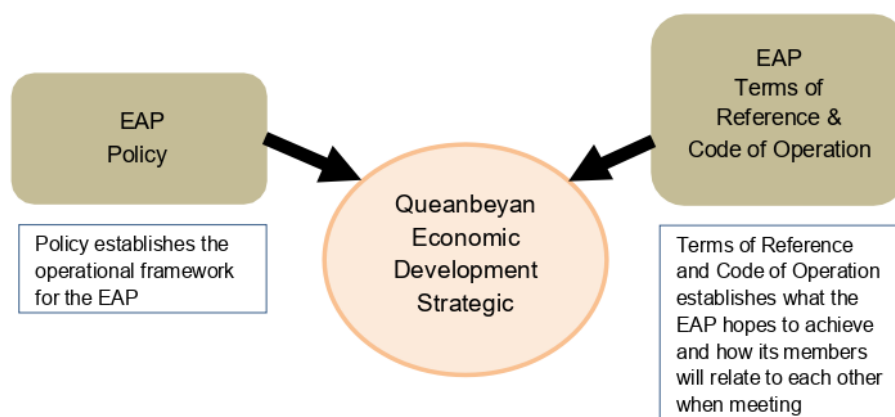 EAP
Policy
Policy establishes the
operational framework
for the EAP
Queanbeyan
Economic
Development
Strategic
EAP
Terms of
Reference &
Code of Operation
Terms of Reference
and Code of Operation
establishes what the
EAP hopes to achieve
and how its members
will relate to each other
when meeting